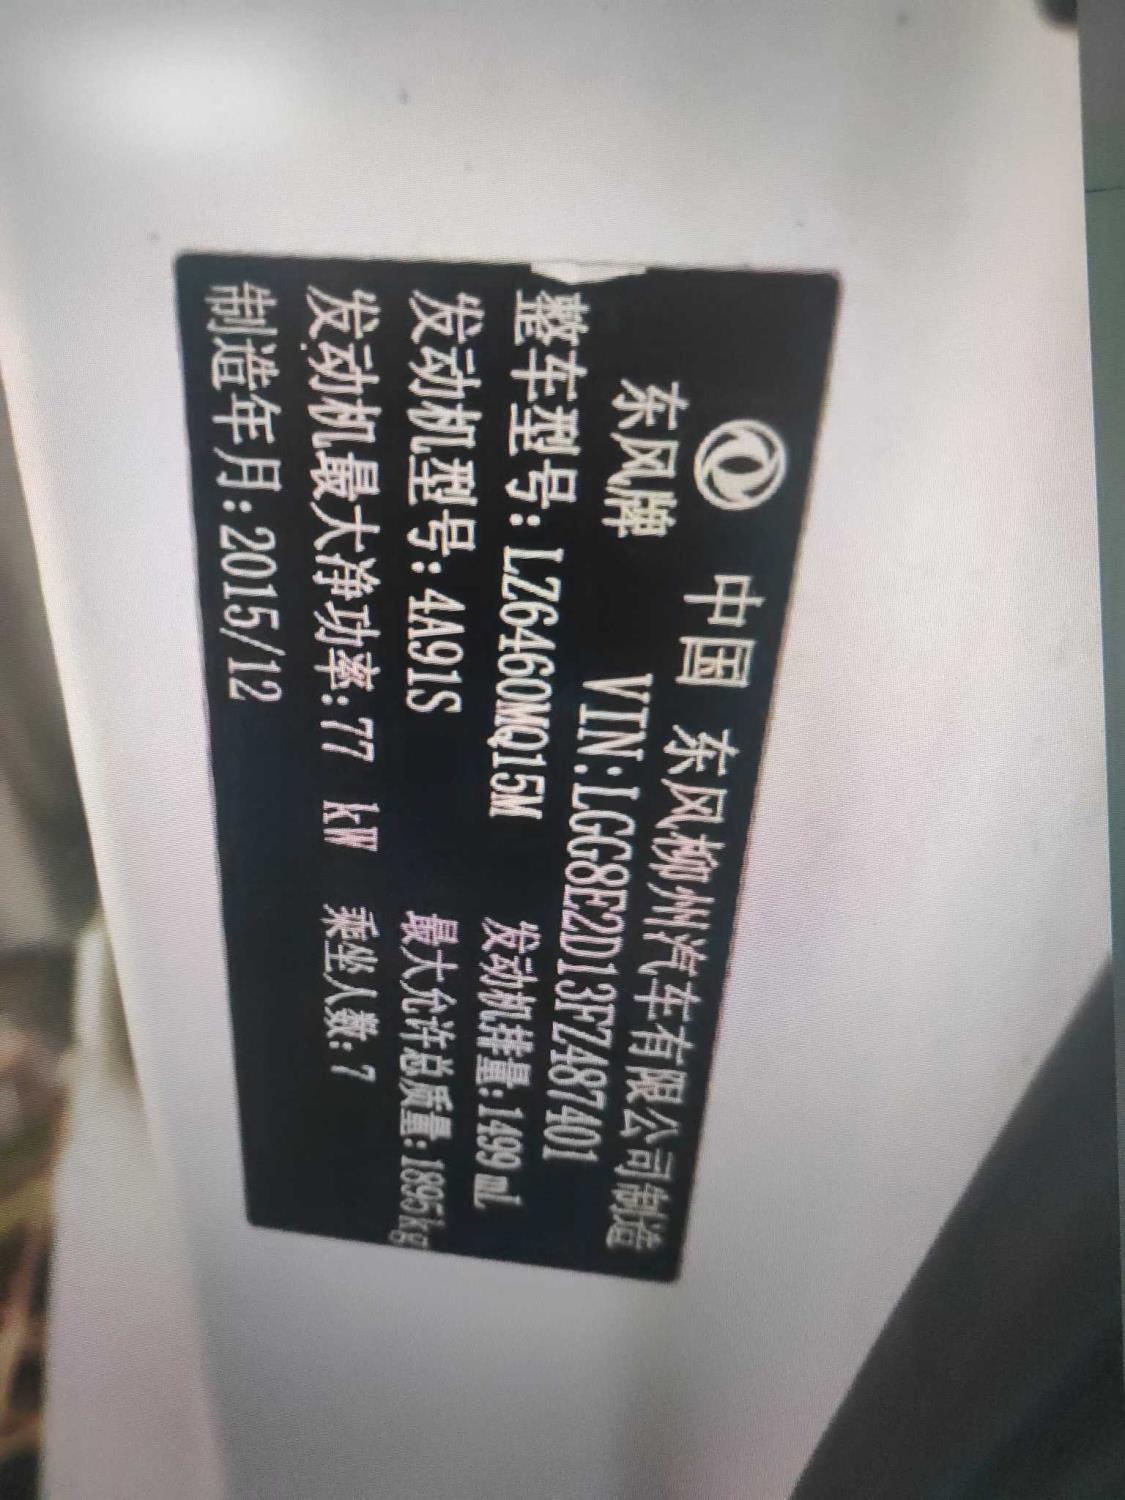 中国 东风柳州汽车有限公司制造
东风牌 VIN:LGG8E2D13FZ487401
整车型号:LZ6460MQ15M 发动机排量:1499 mL
发动机型号:4A91S 最大允许总质量:1895kg
发动机最大净功率:77 kW 乘坐人数:7
制造年月:2015/12